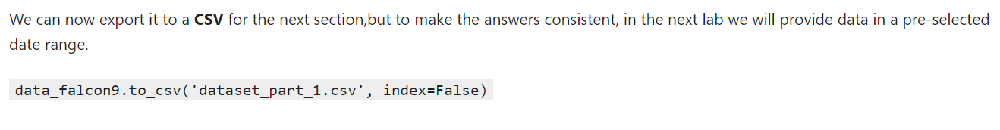 We can now export it to a CSV for the next section,but to make the answers consistent, in the next lab we will provide data in a pre-selected
date range.
data_falcon9.to_csv('dataset_part_1.csv', index=False)